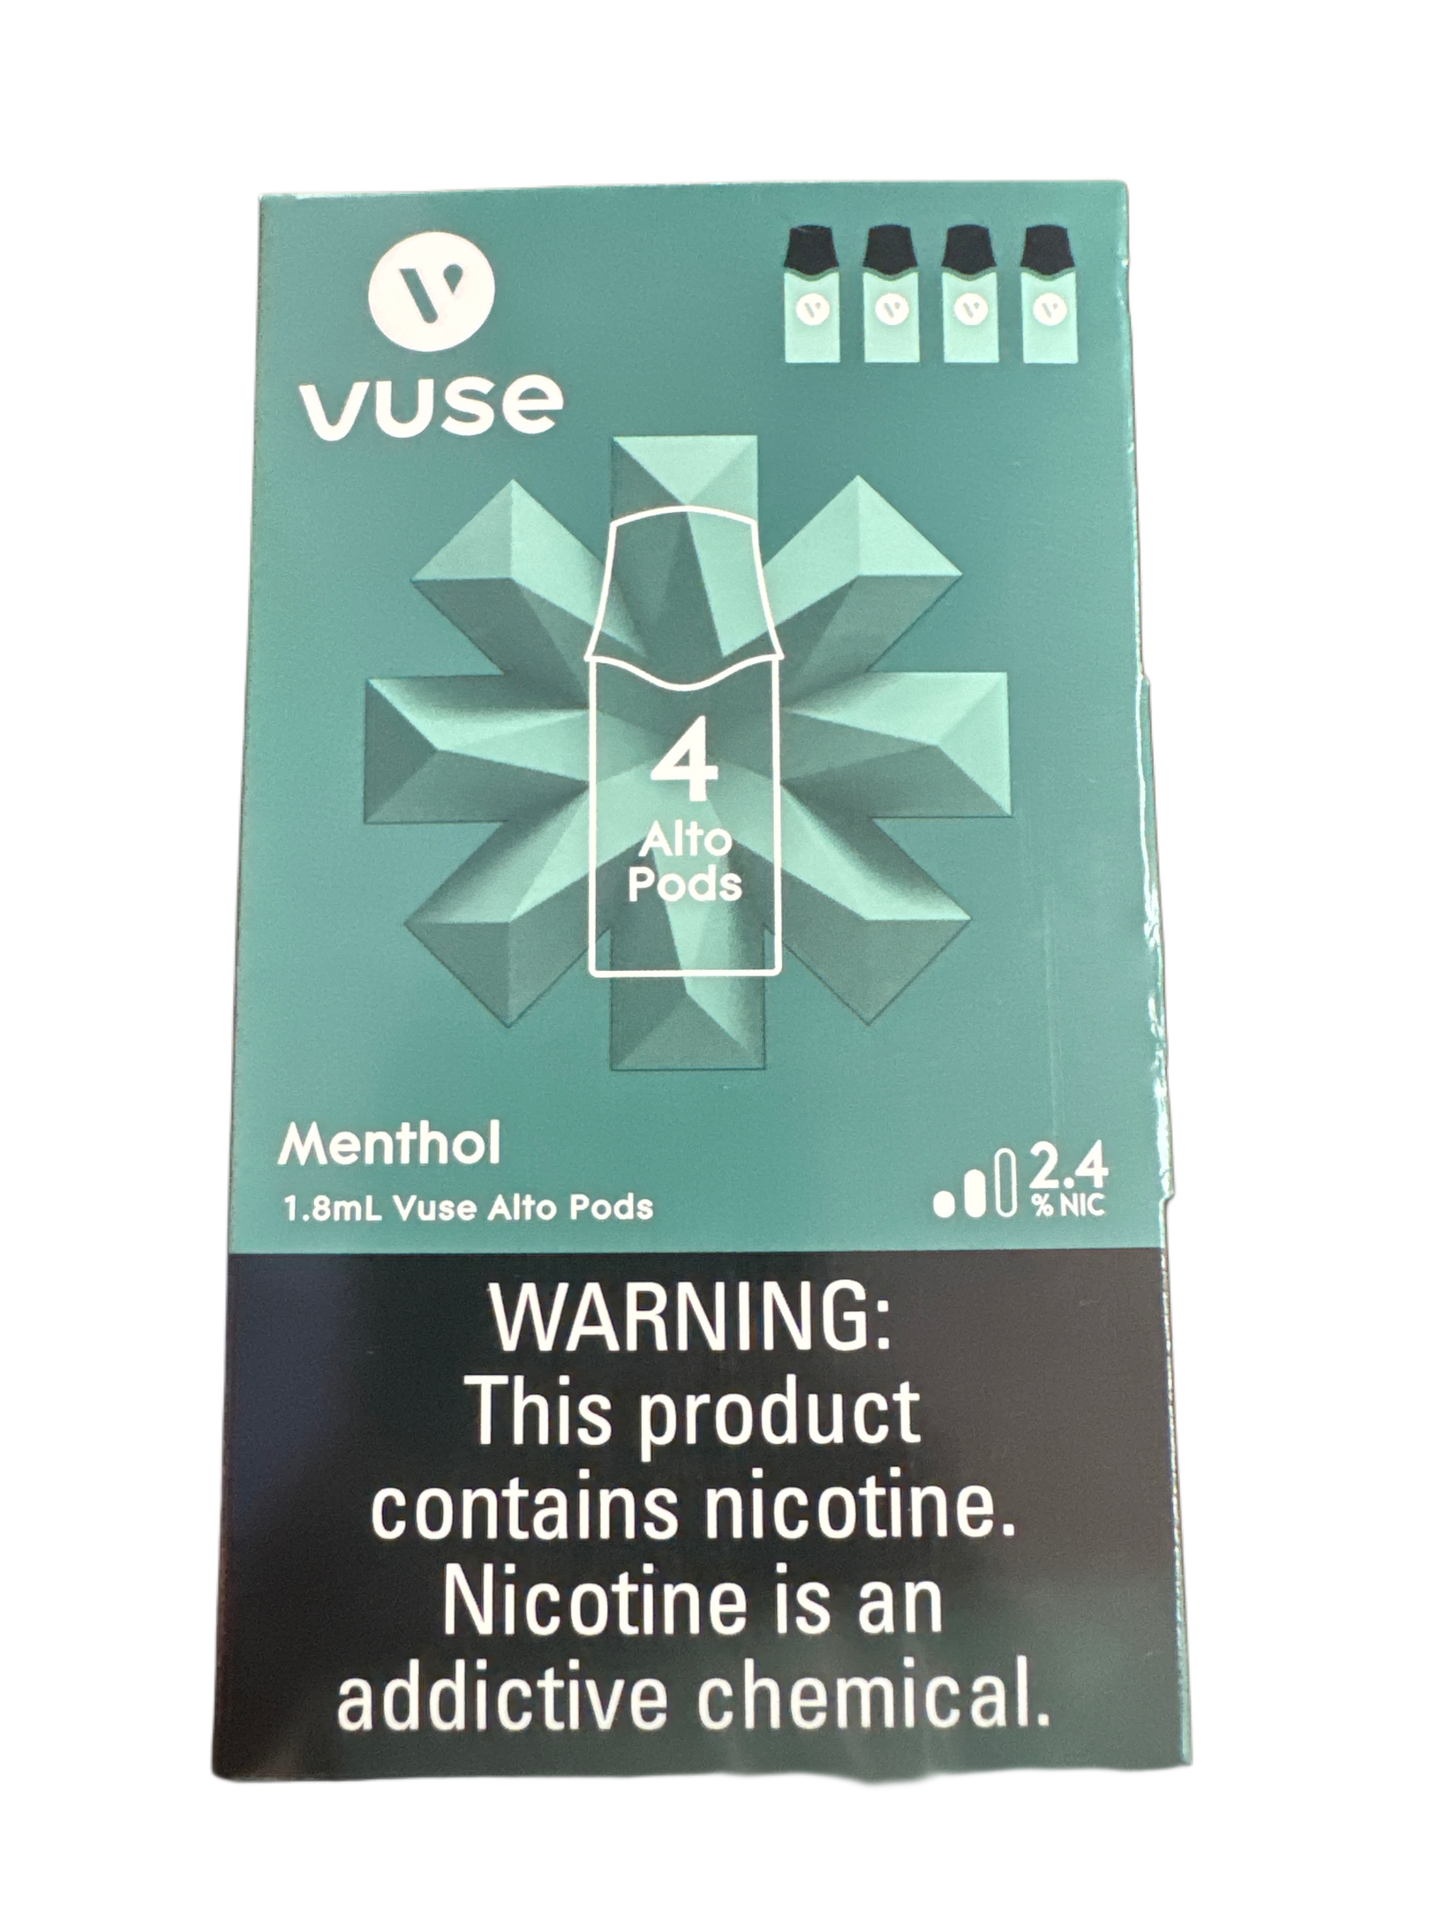 vuse
4
Alto
Pods
Menthol
1.8mL Vuse Alto Pods
2.4
% NIC
WARNING:
This product
contains nicotine.
Nicotine is an
addictive chemical.